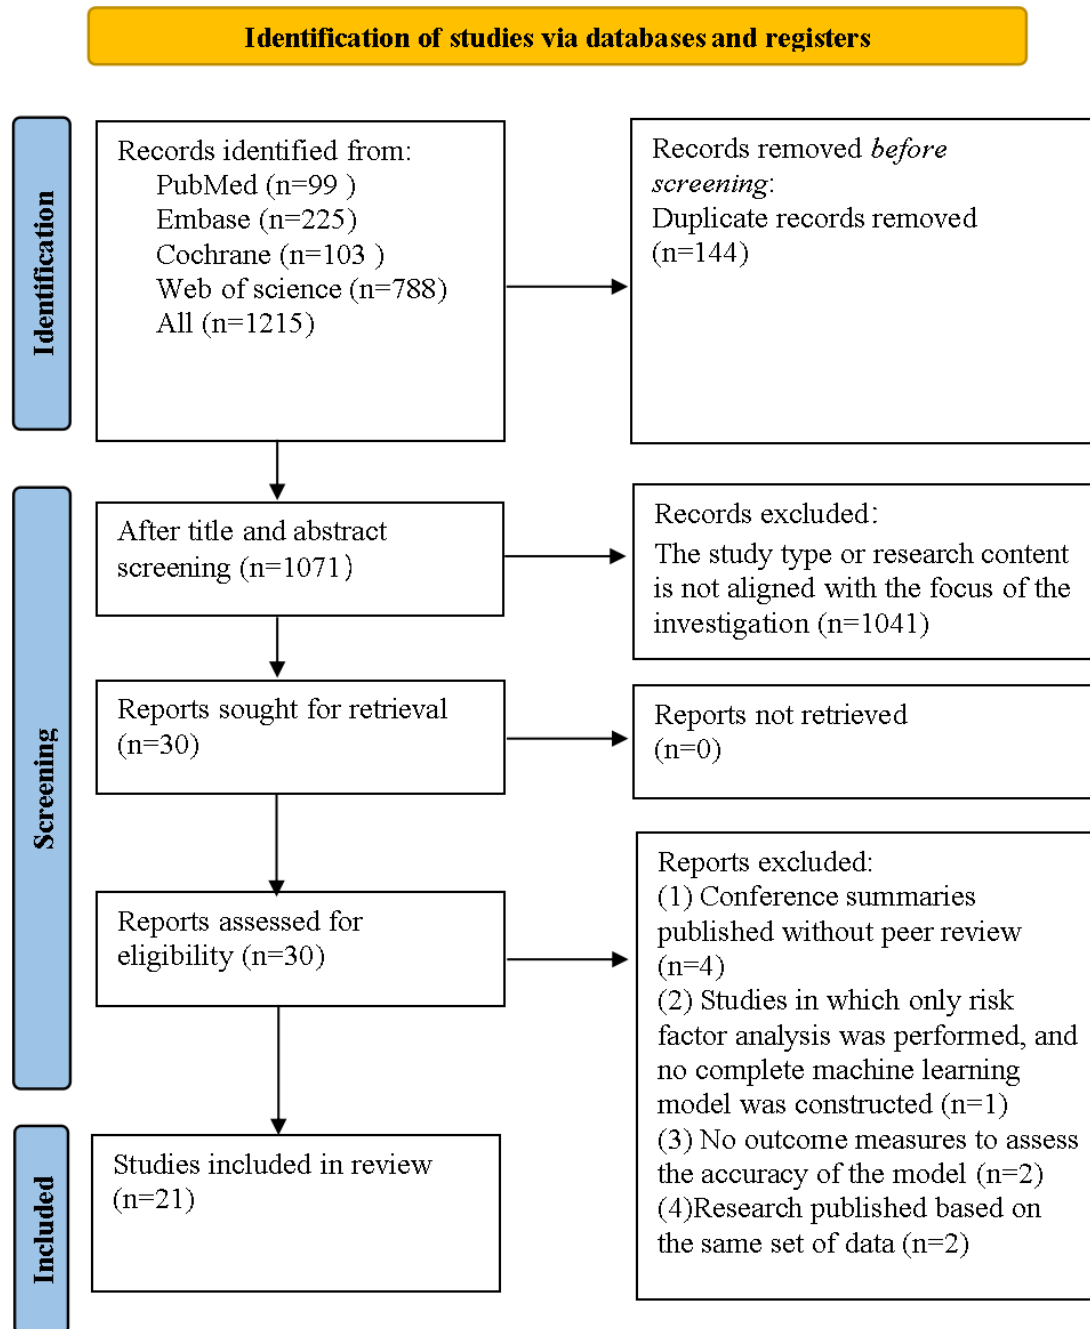 Identification of studies via databases and registers
Identification
Records identified from:
PubMed (n=99 )
Embase (n=225)
Cochrane (n=103 )
Web of science (n=788)
All (n=1215)
Records removed before
screening:
Duplicate records removed
(n=144)
Screening
After title and abstract
screening (n=1071)
Records excluded:
The study type or research content
is not aligned with the focus of the
investigation (n=1041)
Reports sought for retrieval
(n=30)
Reports not retrieved
(n=0)
Reports assessed for
eligibility (n=30)
Reports excluded:
(1) Conference summaries
published without peer review
(n=4)
(2) Studies in which only risk
factor analysis was performed, and
no complete machine learning
model was constructed (n=1)
(3) No outcome measures to assess
the accuracy of the model (n=2)
(4)Research published based on
the same set of data (n=2)
Included
Studies included in review
(n=21)